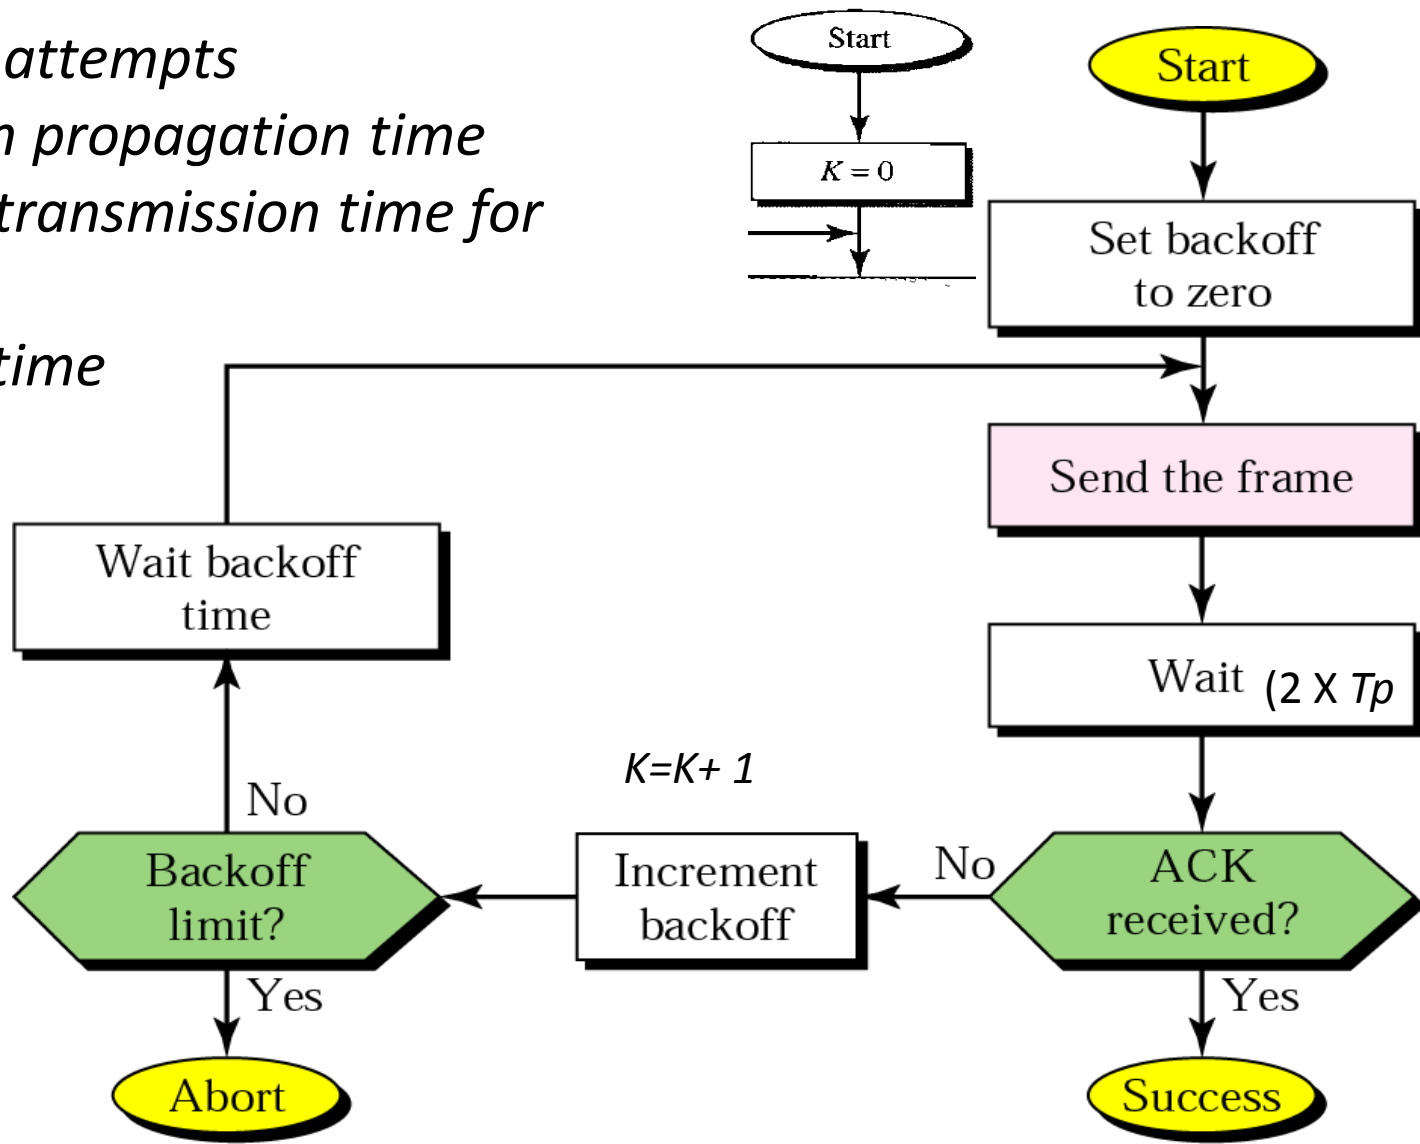 attempts
propagation time
transmission time for
time
Start
K = 0
Start
Set backoff
to zero
Send the frame
Wait (2 X Tp
ACK
received?
No
Yes
Success
K=K+ 1
Increment
backoff
Backoff
limit?
No
Yes
Wait backoff
time
Abort